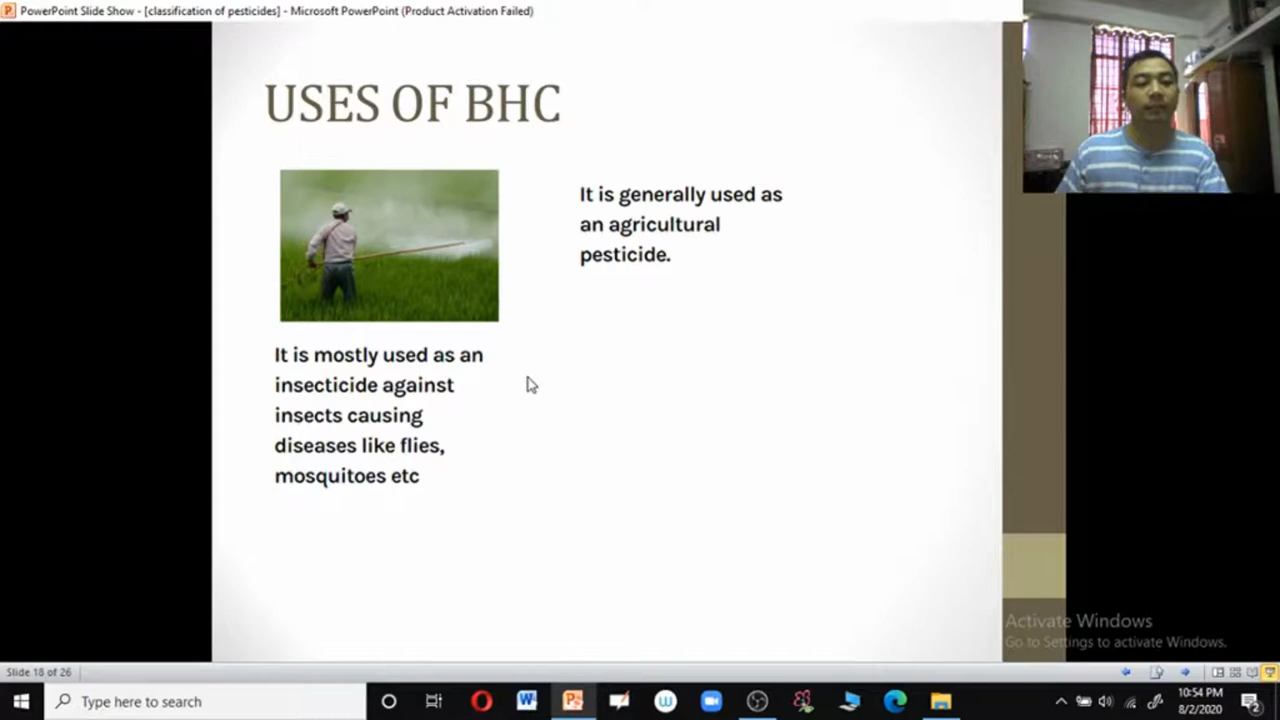 PowerPoint Slide Show - [classification of pesticides] - Microsoft PowerPoint (Product Activation Failed)
USES OF BHC
It is generally used as
an agricultural
pesticide.
It is mostly used as an
insecticide against
insects causing
diseases like flies,
mosquitoes etc
Activate Windows
Go to Settings to activate Windows.
Slide 18 of 26
Type here to search
10:54 PM
8/2/2020
2